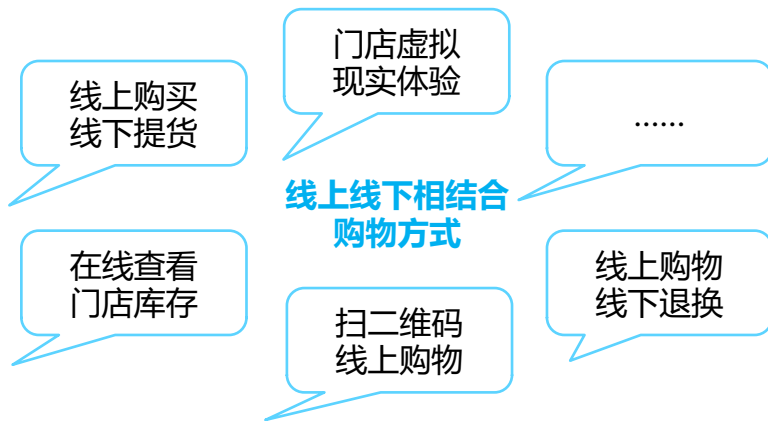 门店虚拟
现实体验
线上购买
线下提货
......
线上线下相结合
购物方式
在线查看
门店库存
线上购物
线下退换
扫二维码
线上购物